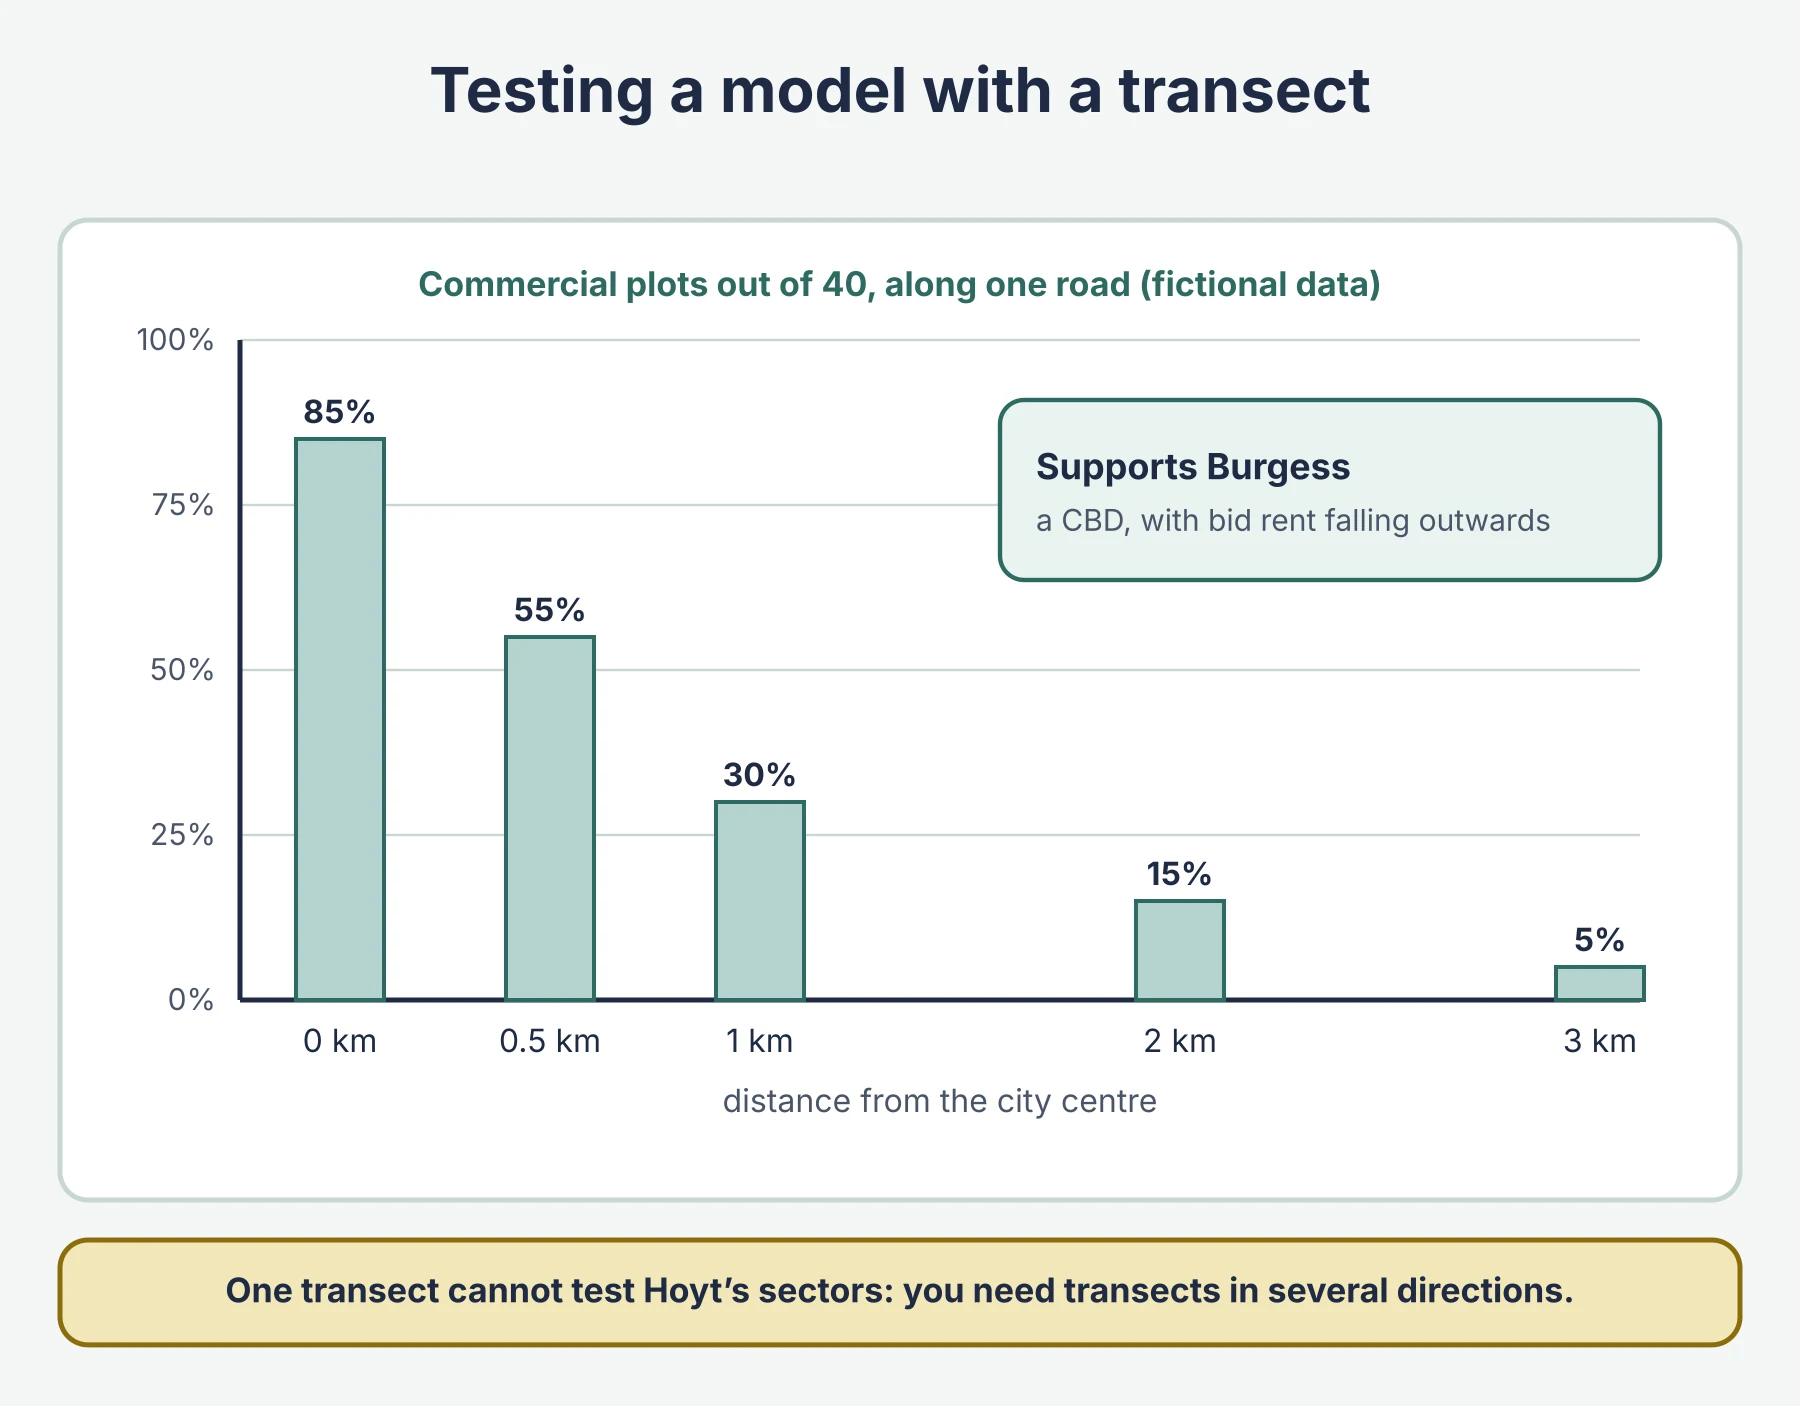 Testing a model with a transect
Commercial plots out of 40, along one road (fictional data)
100%
75%
50%
25%
0%
85%
55%
30%
15%
5%
Supports Burgess
a CBD, with bid rent falling outwards
0 km
0.5 km
1 km
2 km
3 km
distance from the city centre
One transect cannot test Hoyt’s sectors: you need transects in several directions.